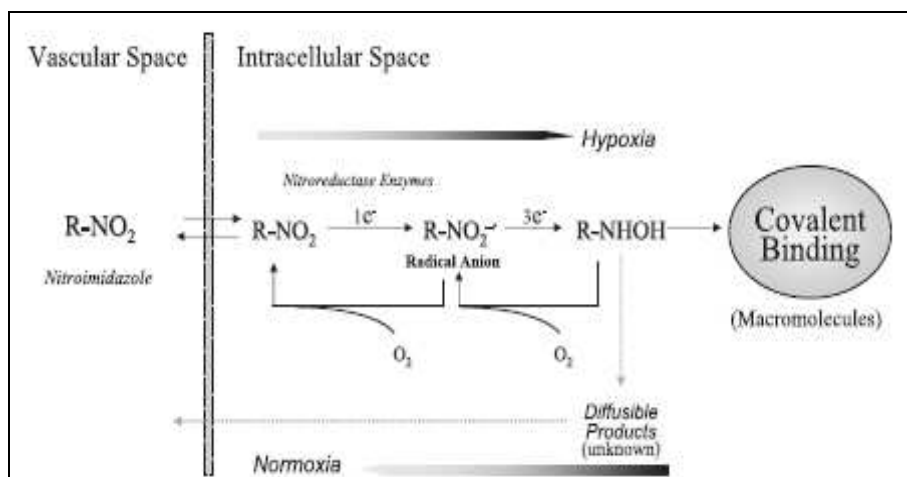 Vascular Space
Intracellular Space
Hypoxia
Nitroreductase Enzymes
R-NO₂
R-NO₂
1e⁻
R-NO₂⁻•
3e⁻
R-NHOH
Covalent
Binding
Nitroimidazole
Radical Anion
(Macromolecules)
O₂
O₂
Diffusible
Products
(unknown)
Normoxia